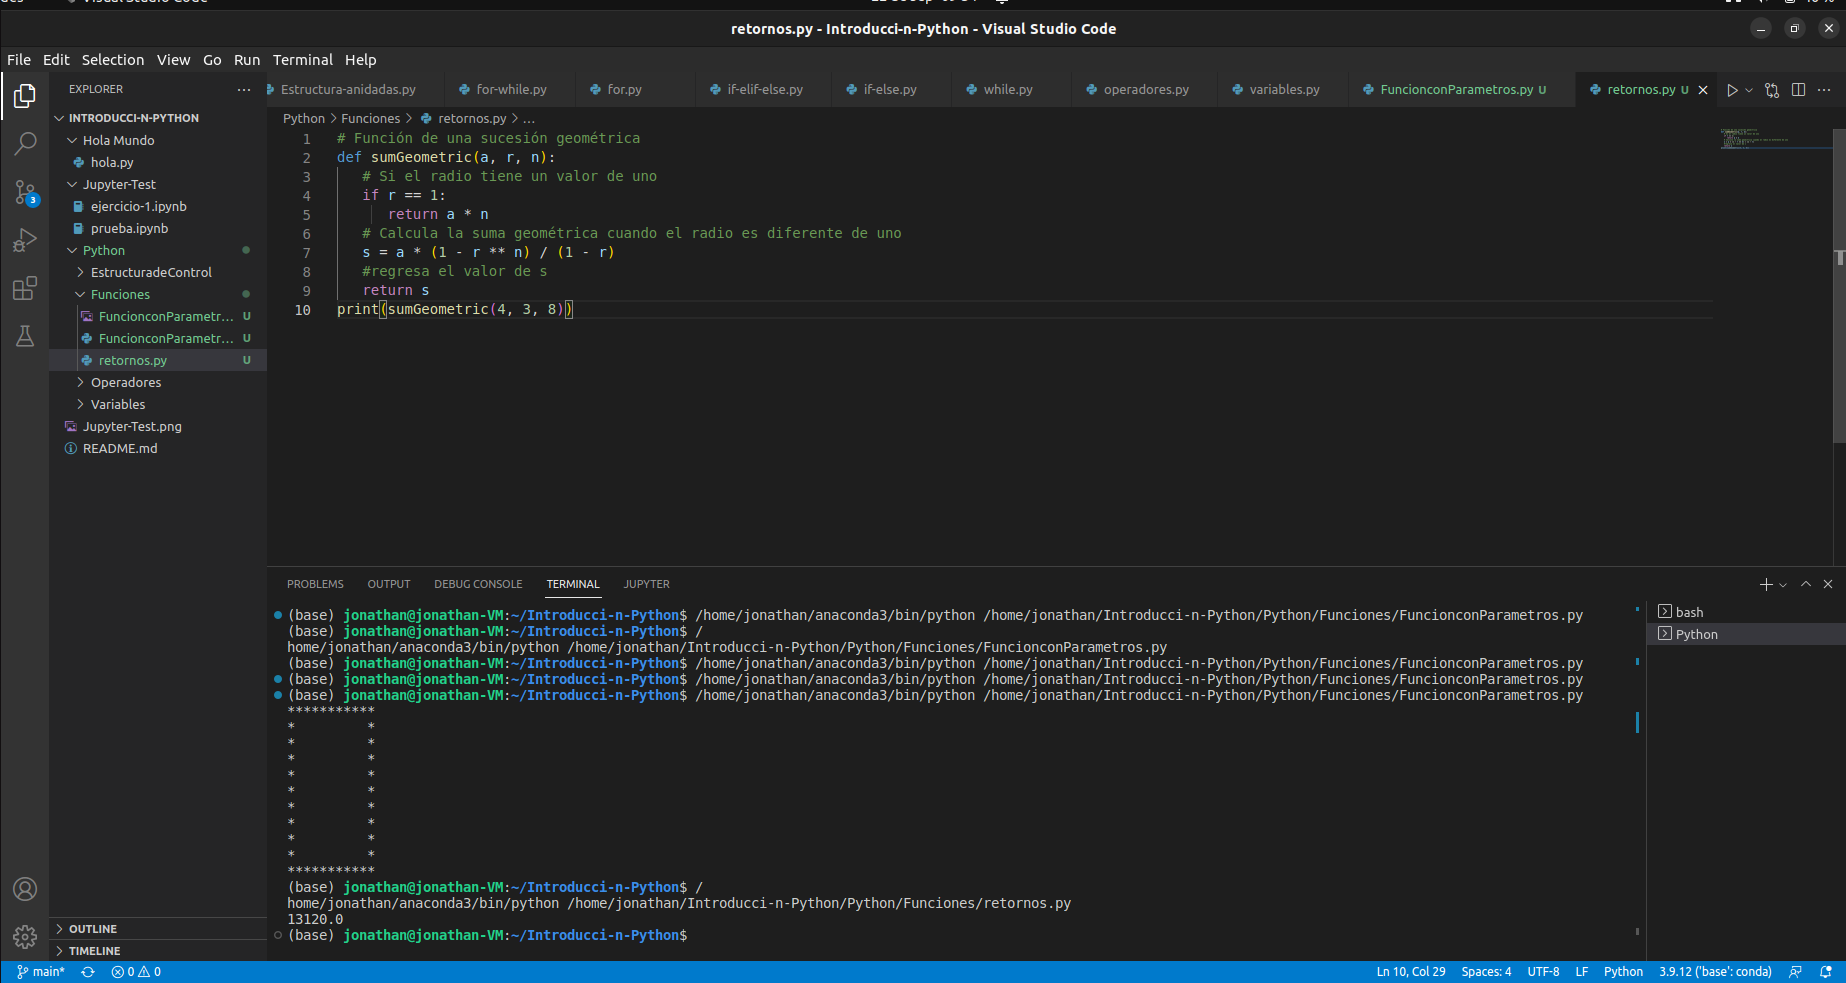 retornos.py - Introducci-n-Python - Visual Studio Code
File Edit Selection View Go Run Terminal Help
EXPLORER
INTRODUCCI-N-PYTHON
Hola Mundo
hola.py
Jupyter-Test
ejercicio-1.ipynb
prueba.ipynb
Python
EstructuradeControl
Funciones
FuncionconParametr... U
FuncionconParametr... U
retornos.py U
Operadores
Variables
Jupyter-Test.png
README.md
OUTLINE
TIMELINE
Estructura-anidadas.py for-while.py for.py if-elif-else.py if-else.py while.py operadores.py variables.py FuncionconParametros.py U retornos.py U
Python > Funciones > retornos.py > ...
1 # Función de una sucesión geométrica
2 def sumGeometric(a, r, n):
3 # Si el radio tiene un valor de uno
4 if r == 1:
5 return a * n
6 # Calcula la suma geométrica cuando el radio es diferente de uno
7 s = a * (1 - r ** n) / (1 - r)
8 #regresa el valor de s
9 return s
10 print(sumGeometric(4, 3, 8))
PROBLEMS OUTPUT DEBUG CONSOLE TERMINAL JUPYTER
(base) jonathan@jonathan-VM:~/Introducci-n-Python$ /home/jonathan/anaconda3/bin/python /home/jonathan/Introducci-n-Python/Python/Funciones/FuncionconParametros.py
(base) jonathan@jonathan-VM:~/Introducci-n-Python$ /
home/jonathan/anaconda3/bin/python /home/jonathan/Introducci-n-Python/Python/Funciones/FuncionconParametros.py
(base) jonathan@jonathan-VM:~/Introducci-n-Python$ /home/jonathan/anaconda3/bin/python /home/jonathan/Introducci-n-Python/Python/Funciones/FuncionconParametros.py
(base) jonathan@jonathan-VM:~/Introducci-n-Python$ /home/jonathan/anaconda3/bin/python /home/jonathan/Introducci-n-Python/Python/Funciones/FuncionconParametros.py
(base) jonathan@jonathan-VM:~/Introducci-n-Python$ /home/jonathan/anaconda3/bin/python /home/jonathan/Introducci-n-Python/Python/Funciones/FuncionconParametros.py
***********
*         *
*         *
*         *
*         *
*         *
*         *
*         *
*         *
*         *
***********
(base) jonathan@jonathan-VM:~/Introducci-n-Python$ /
home/jonathan/anaconda3/bin/python /home/jonathan/Introducci-n-Python/Python/Funciones/retornos.py
13120.0
(base) jonathan@jonathan-VM:~/Introducci-n-Python$
bash
Python
3
main* 0 0 Ln 10, Col 29 Spaces: 4 UTF-8 LF Python 3.9.12 ('base': conda)